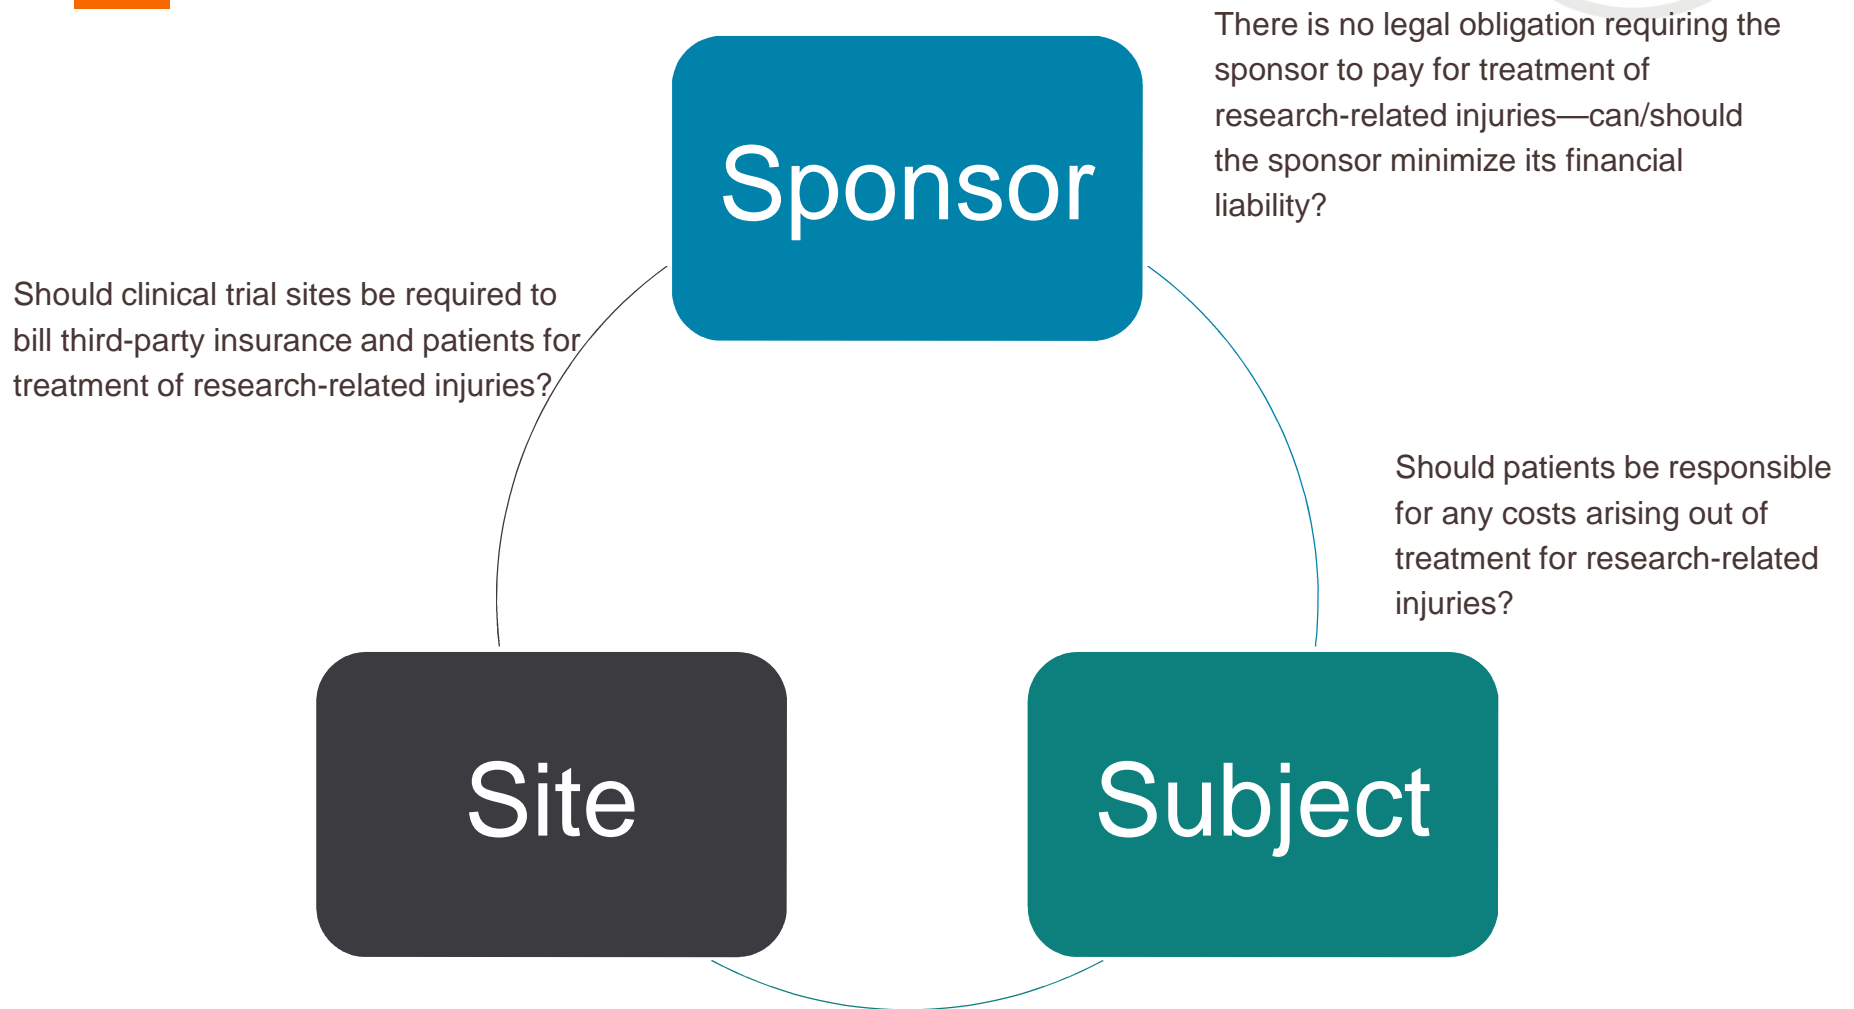 There is no legal obligation requiring the
sponsor to pay for treatment of
research-related injuries—can/should
the sponsor minimize its financial
liability?
Sponsor
Should clinical trial sites be required to
bill third-party insurance and patients for
treatment of research-related injuries?
Should patients be responsible
for any costs arising out of
treatment for research-related
injuries?
Site
Subject